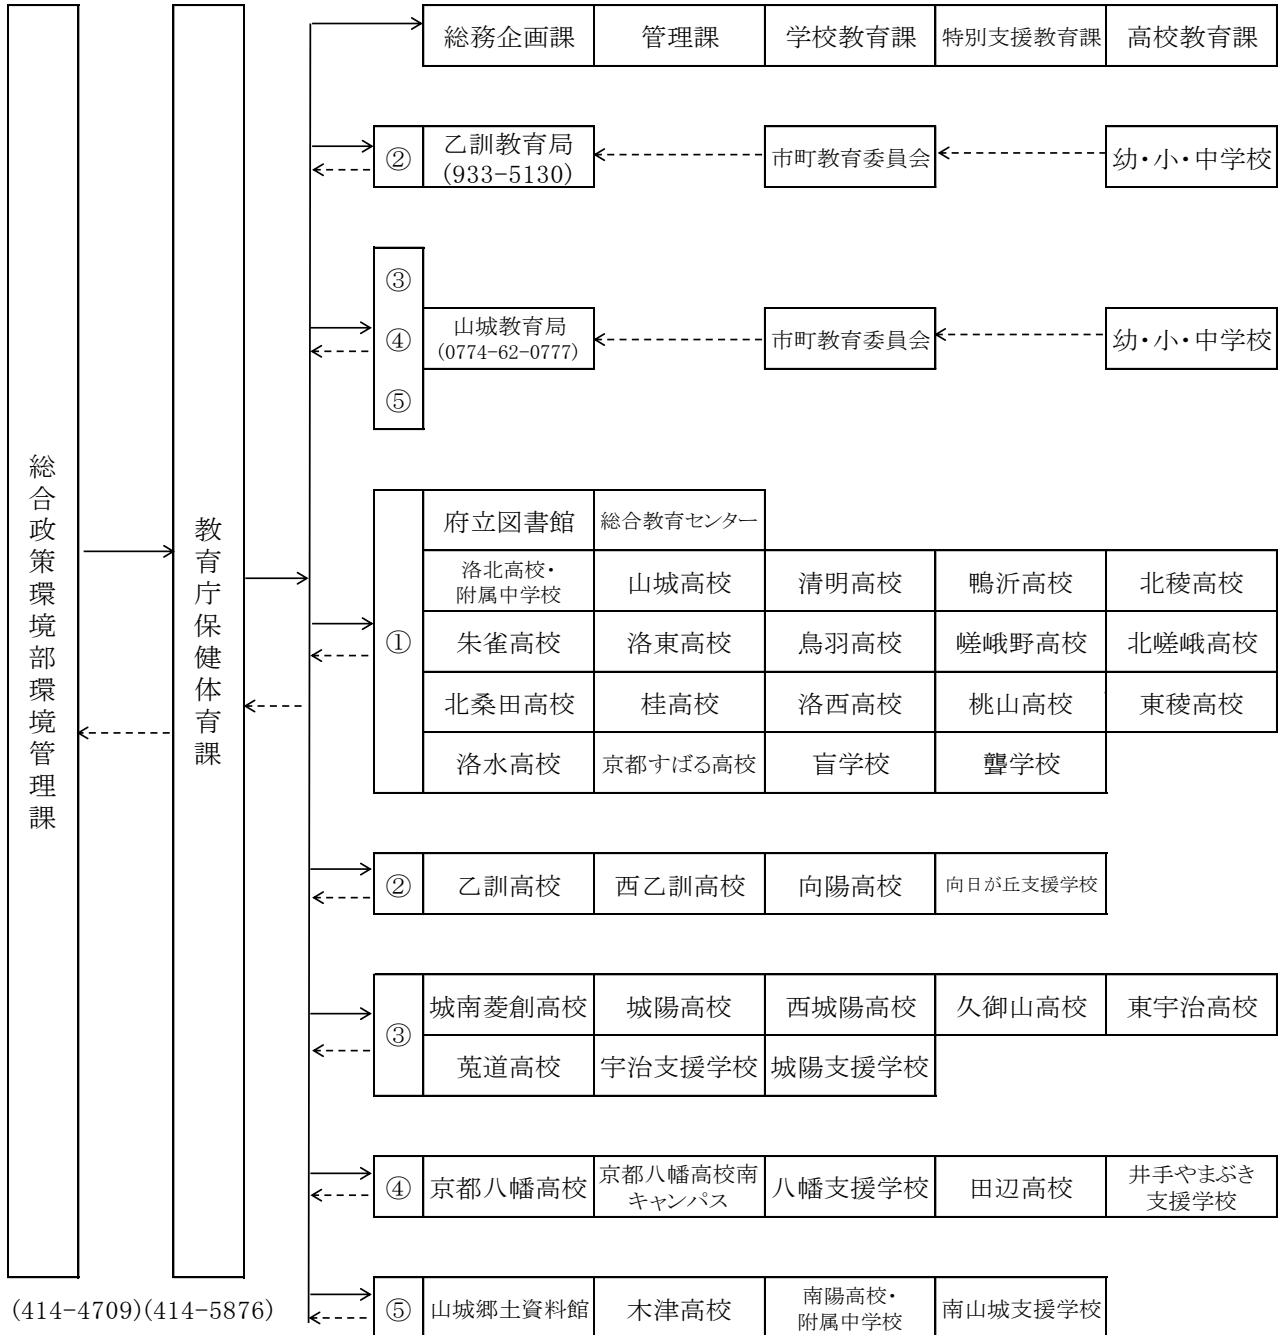 総務企画課 管理課 学校教育課 特別支援教育課 高校教育課
② 乙訓教育局 市町教育委員会 幼・小・中学校
(933-5130)
③
④ 山城教育局 市町教育委員会 幼・小・中学校
(0774-62-0777)
⑤
総合政策環境部環境管理課
教育庁保健体育課
①
府立図書館 総合教育センター
洛北高校・
附属中学校
山城高校 清明高校 鴨沂高校 北稜高校
朱雀高校 洛東高校 鳥羽高校 嵯峨野高校 北嵯峨高校
北桑田高校 桂高校 洛西高校 桃山高校 東稜高校
洛水高校 京都すばる高校 盲学校 聾学校
② 乙訓高校 西乙訓高校 向陽高校 向日が丘支援学校
③
城南菱創高校 城陽高校 西城陽高校 久御山高校 東宇治高校
莵道高校 宇治支援学校 城陽支援学校
④ 京都八幡高校
京都八幡高校南
キャンパス
八幡支援学校 田辺高校
井手やまぶき
支援学校
(414-4709)(414-5876)
⑤ 山城郷土資料館 木津高校
南陽高校・
附属中学校
南山城支援学校